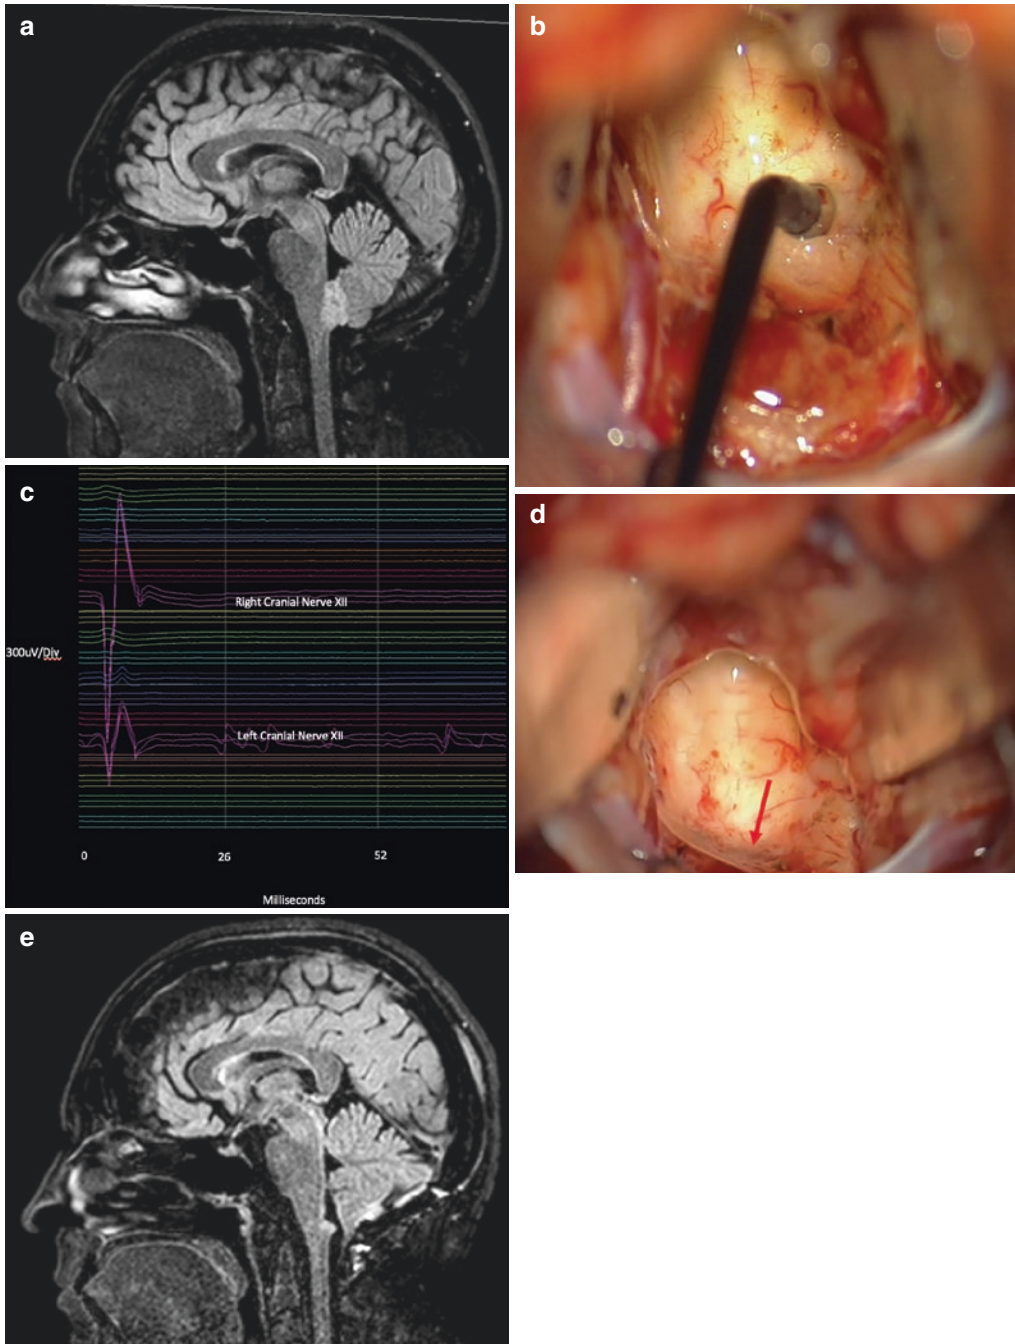 a
b
c
Right Cranial Nerve XII
300uV/Div
Left Cranial Nerve XII
0
26
52
Milliseconds
d
e